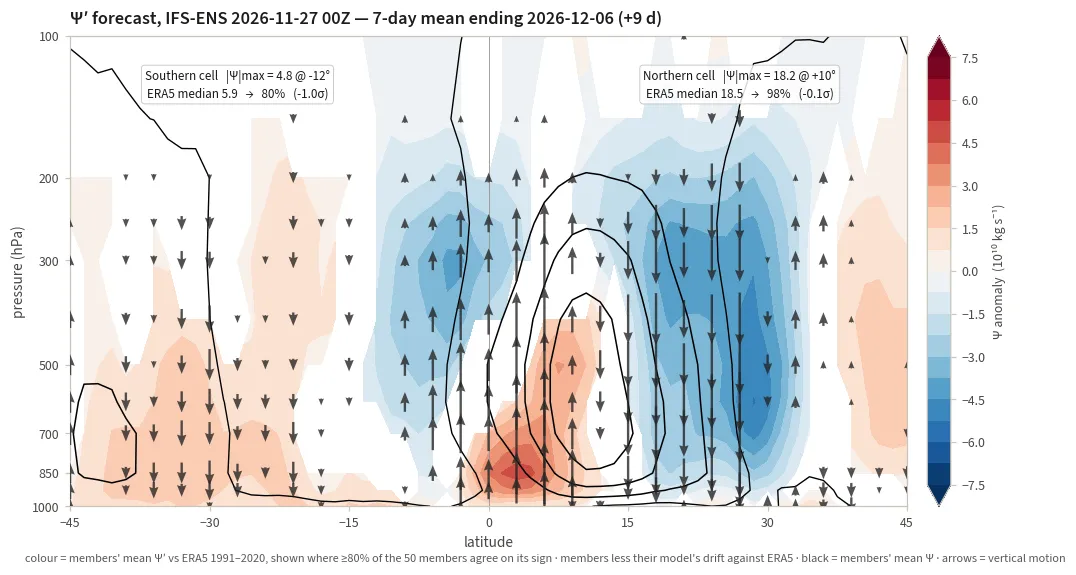 Ψ′ forecast, IFS-ENS 2026-11-27 00Z — 7-day mean ending 2026-12-06 (+9 d)
Southern cell |Ψ|max = 4.8 @ -12°
ERA5 median 5.9 → 80% (-1.0σ)
Northern cell |Ψ|max = 18.2 @ +10°
ERA5 median 18.5 → 98% (-0.1σ)
pressure (hPa)
100
200
300
400
500
700
850
1000
−45
−30
−15
0
15
30
45
latitude
7.5
6.0
4.5
3.0
1.5
0.0
−1.5
−3.0
−4.5
−6.0
−7.5
Ψ anomaly (10¹⁰ kg s⁻¹)
colour = members' mean Ψ′ vs ERA5 1991–2020, shown where ≥80% of the 50 members agree on its sign · members less their model's drift against ERA5 · black = members' mean Ψ · arrows = vertical motion